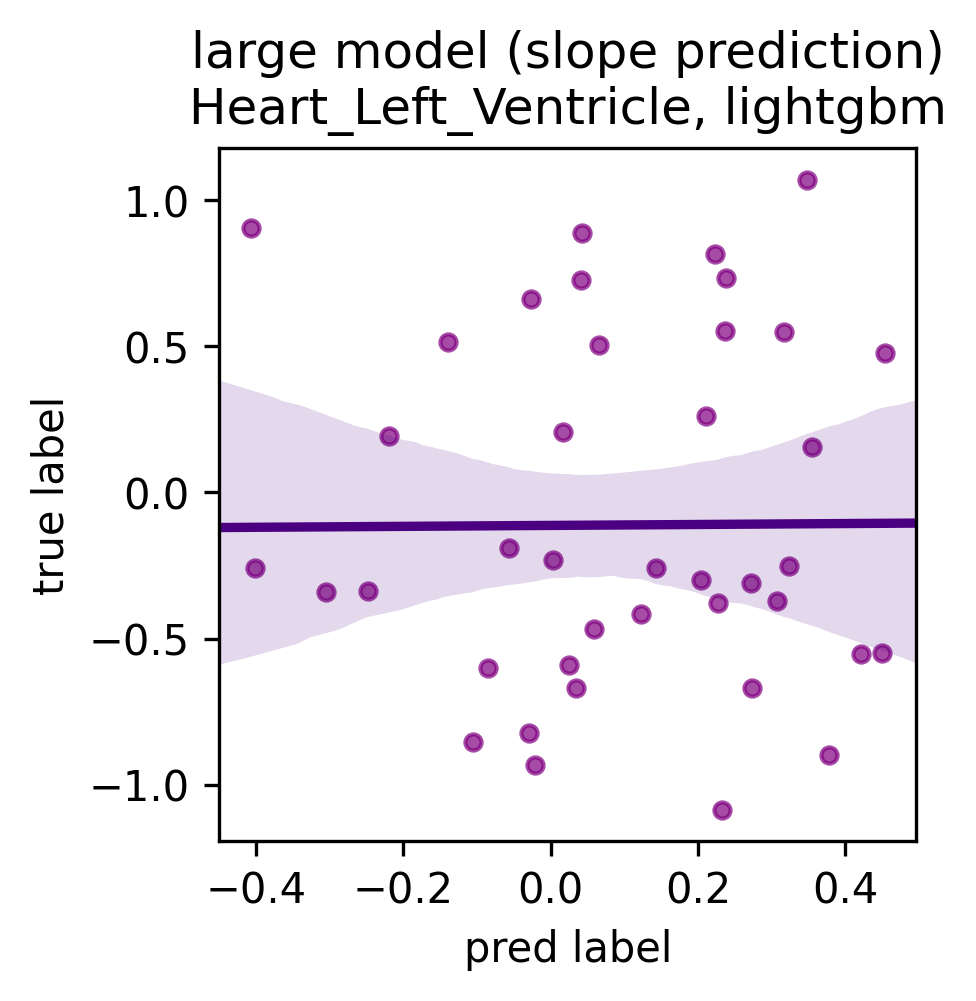 large model (slope prediction)
Heart_Left_Ventricle, lightgbm
1.0
0.5
0.0
−0.5
−1.0
true label
−0.4
−0.2
0.0
0.2
0.4
pred label